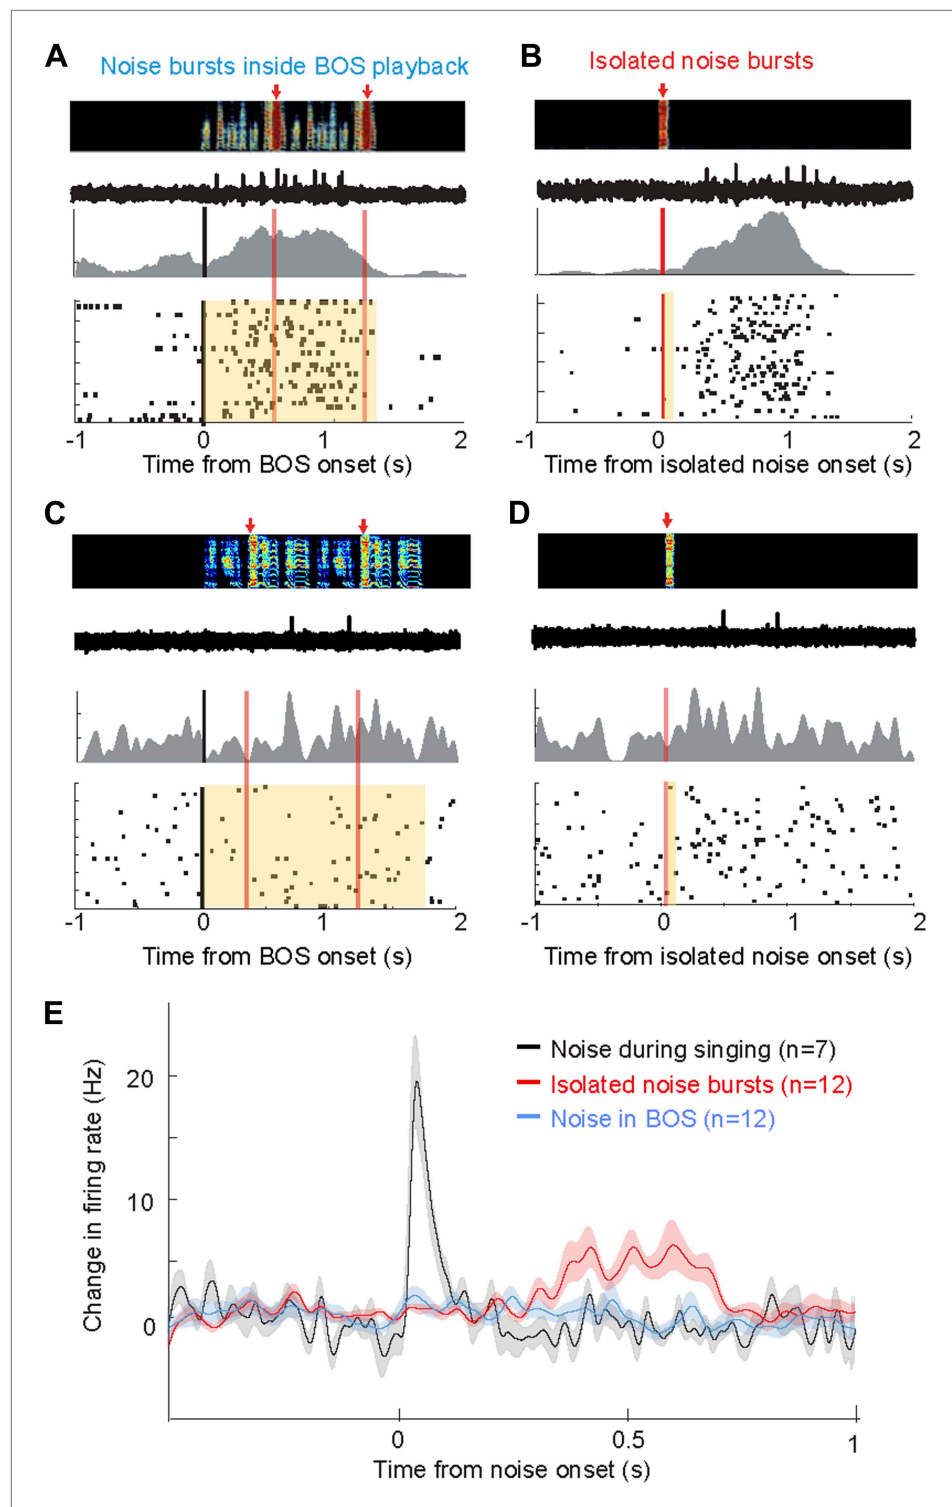 A
Noise bursts inside BOS playback
B
Isolated noise bursts
-1 0 1 2
Time from BOS onset (s)
-1 0 1 2
Time from isolated noise onset (s)
C
D
-1 0 1 2
Time from BOS onset (s)
-1 0 1 2
Time from isolated noise onset (s)
E
Change in firing rate (Hz)
20
10
0
Noise during singing (n=7)
Isolated noise bursts (n=12)
Noise in BOS (n=12)
0 0.5 1
Time from noise onset (s)